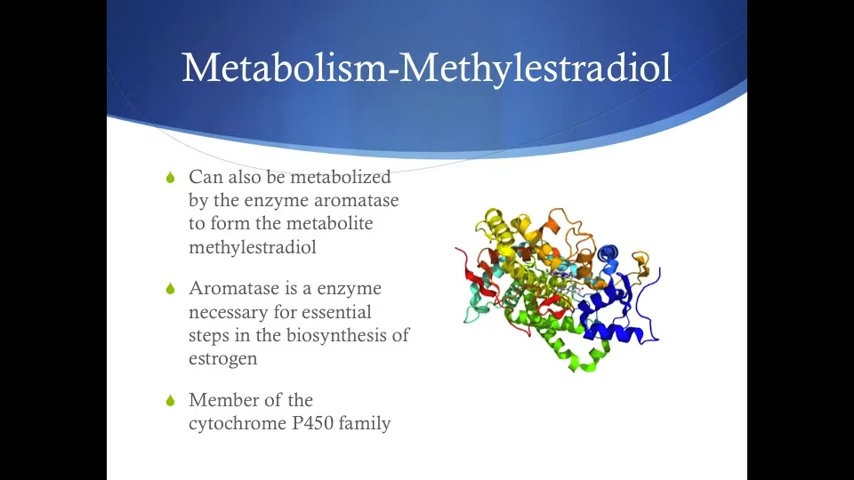 Metabolism-Methylestradiol
Can also be metabolized
by the enzyme aromatase
to form the metabolite
methylestradiol
Aromatase is a enzyme
necessary for essential
steps in the biosynthesis of
estrogen
Member of the
cytochrome P450 family